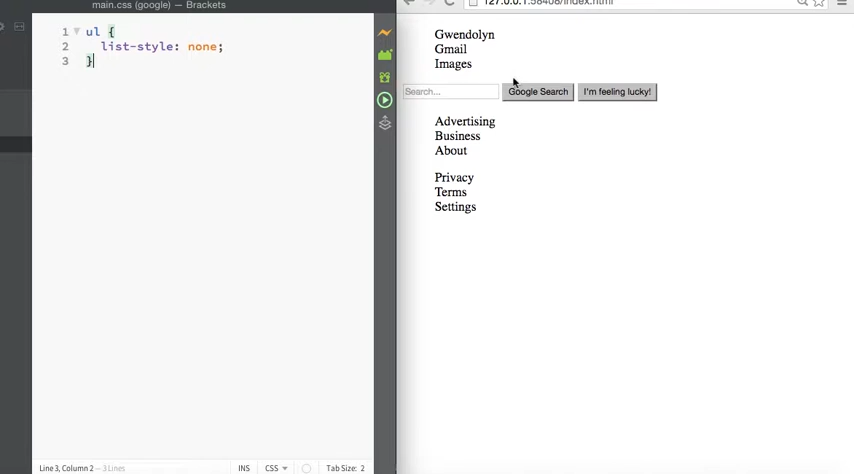 main.css (google) — Brackets
1 ul {
2 list-style: none;
3 }
Line 3, Column 2 — 3 Lines
INS
CSS
Tab Size: 2
127.0.0.1:58408/index.html
Gwendolyn
Gmail
Images
Search... Google Search I'm feeling lucky!
Advertising
Business
About
Privacy
Terms
Settings